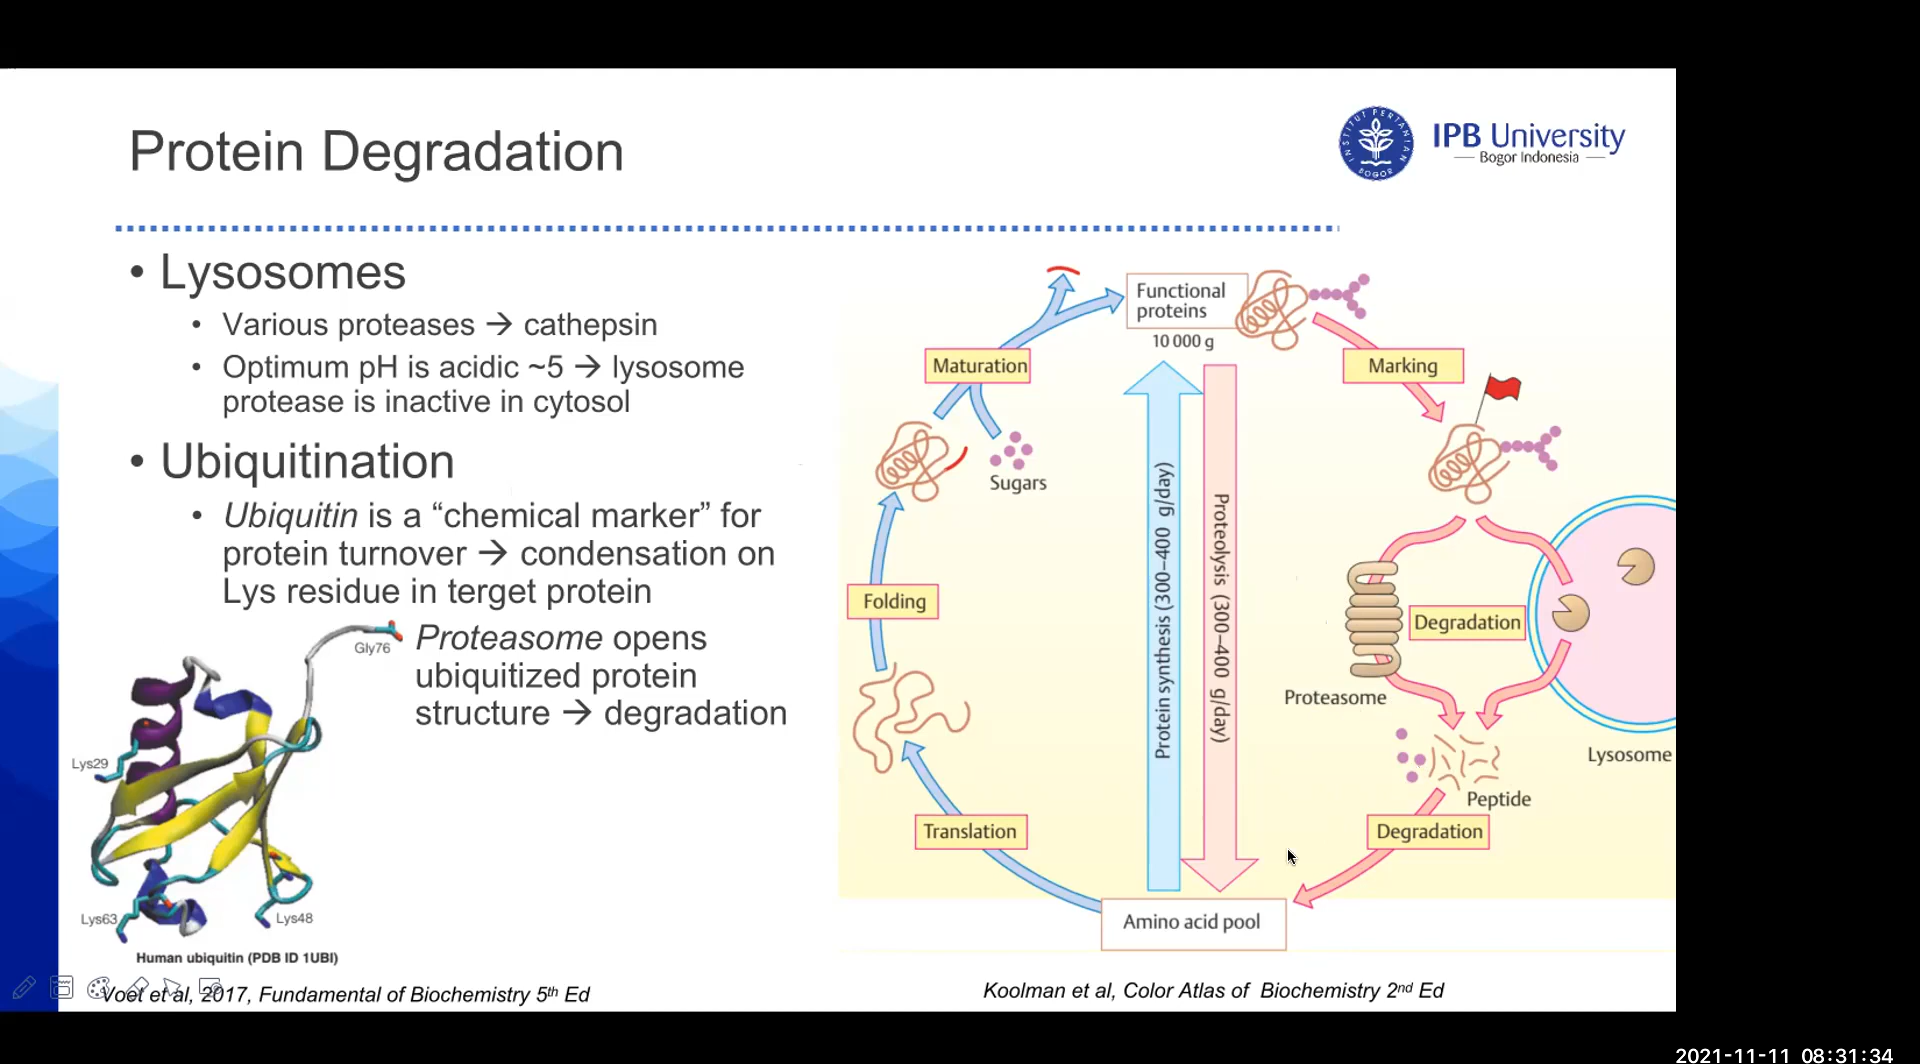 Protein Degradation
INSTITUT PERTANIAN
BOGOR
IPB University
Bogor Indonesia
• Lysosomes
• Various proteases → cathepsin
• Optimum pH is acidic ~5 → lysosome
protease is inactive in cytosol
• Ubiquitination
• Ubiquitin is a “chemical marker” for
protein turnover → condensation on
Lys residue in terget protein
Proteasome opens
ubiquitized protein
structure → degradation
Gly76
Lys29
Lys63
Lys48
Human ubiquitin (PDB ID 1UBI)
Voet et al, 2017, Fundamental of Biochemistry 5th Ed
Functional
proteins
10 000 g
Maturation
Marking
Sugars
Folding
Protein synthesis (300–400 g/day)
Proteolysis (300–400 g/day)
Degradation
Proteasome
Lysosome
Peptide
Translation
Degradation
Amino acid pool
Koolman et al, Color Atlas of Biochemistry 2nd Ed
2021-11-11 08:31:34